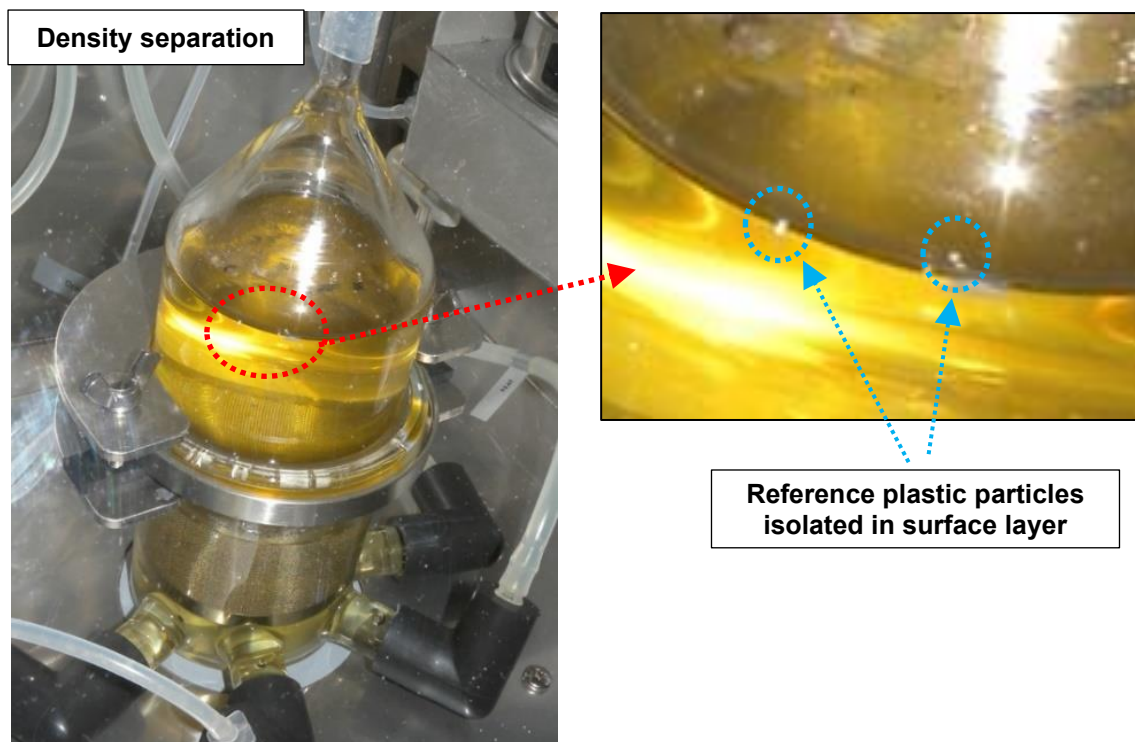 Density separation
Reference plastic particles
isolated in surface layer